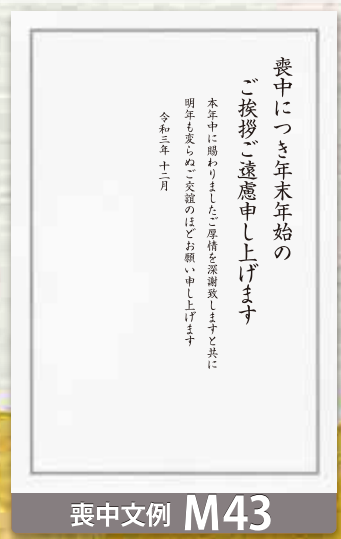 喪中につき年末年始の
ご挨拶ご遠慮申し上げます
本年中に賜わりましたご厚情を深謝致しますと共に
明年も変らぬご交誼のほどお願い申し上げます
令和三年 十二月
喪中文例 M43